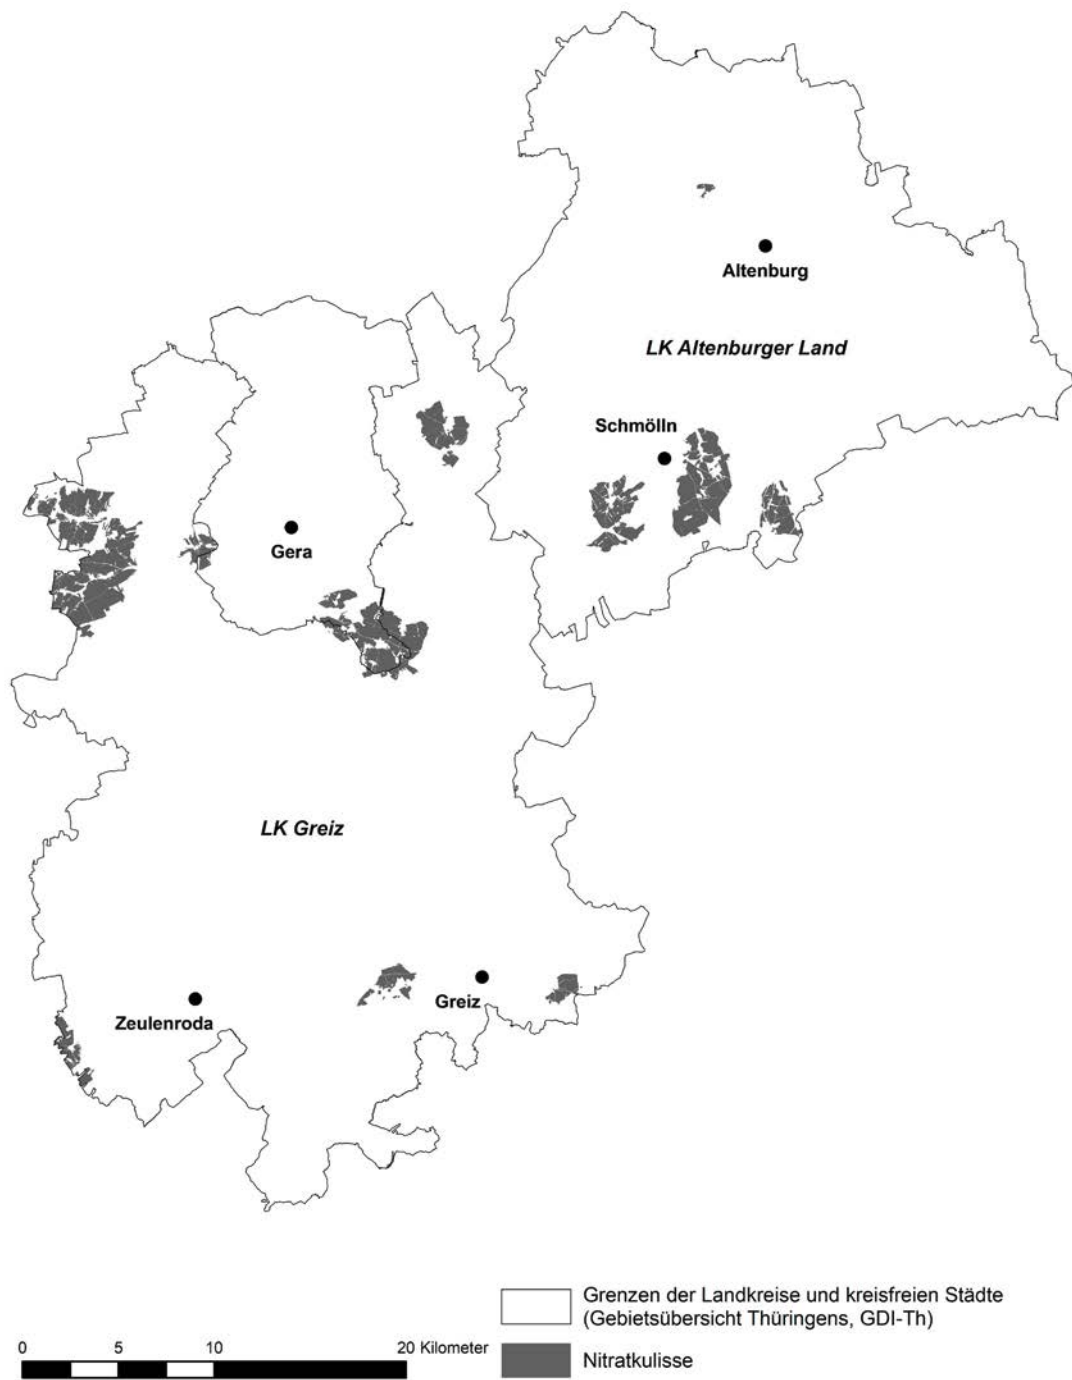 Altenburg
LK Altenburger Land
Schmölln
Gera
LK Greiz
Greiz
Zeulenroda
Grenzen der Landkreise und kreisfreien Städte
(Gebietsübersicht Thüringens, GDI-Th)
0 5 10 20 Kilometer
Nitratkulisse